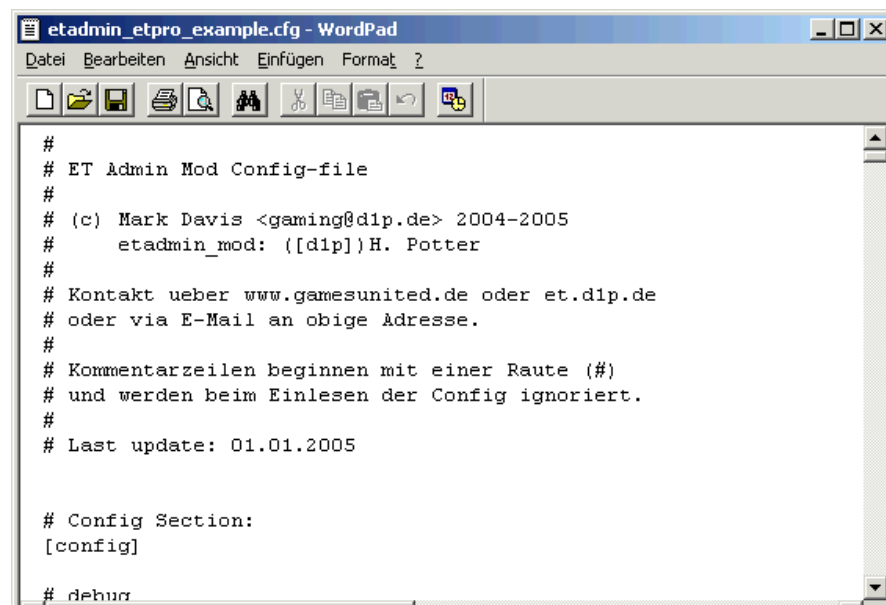 etadmin_etpro_example.cfg - WordPad
Datei Bearbeiten Ansicht Einfügen Format ?
#
# ET Admin Mod Config-file
#
# (c) Mark Davis <gaming@d1p.de> 2004-2005
#     etadmin_mod: ([d1p])H. Potter
#
# Kontakt ueber www.gamesunited.de oder et.d1p.de
# oder via E-Mail an obige Adresse.
#
# Kommentarzeilen beginnen mit einer Raute (#)
# und werden beim Einlesen der Config ignoriert.
#
# Last update: 01.01.2005
# Config Section:
[config]
# debug